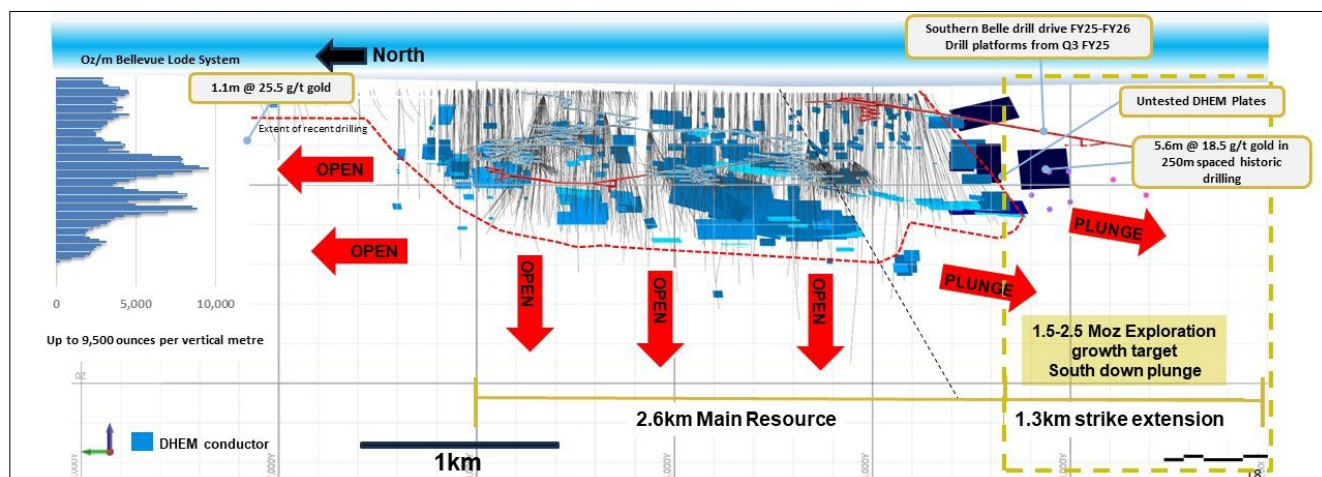 Southern Belle drill drive FY25-FY26
Drill platforms from Q3 FY25
Oz/m Bellevue Lode System
North
1.1m @ 25.5 g/t gold
Untested DHEM Plates
Extent of recent drilling
5.6m @ 18.5 g/t gold in
250m spaced historic
drilling
OPEN
OPEN
PLUNGE
PLUNGE
OPEN
OPEN
OPEN
0
5,000
10,000
Up to 9,500 ounces per vertical metre
1.5-2.5 Moz Exploration
growth target
South down plunge
0Z
2.6km Main Resource
1.3km strike extension
DHEM conductor
1km